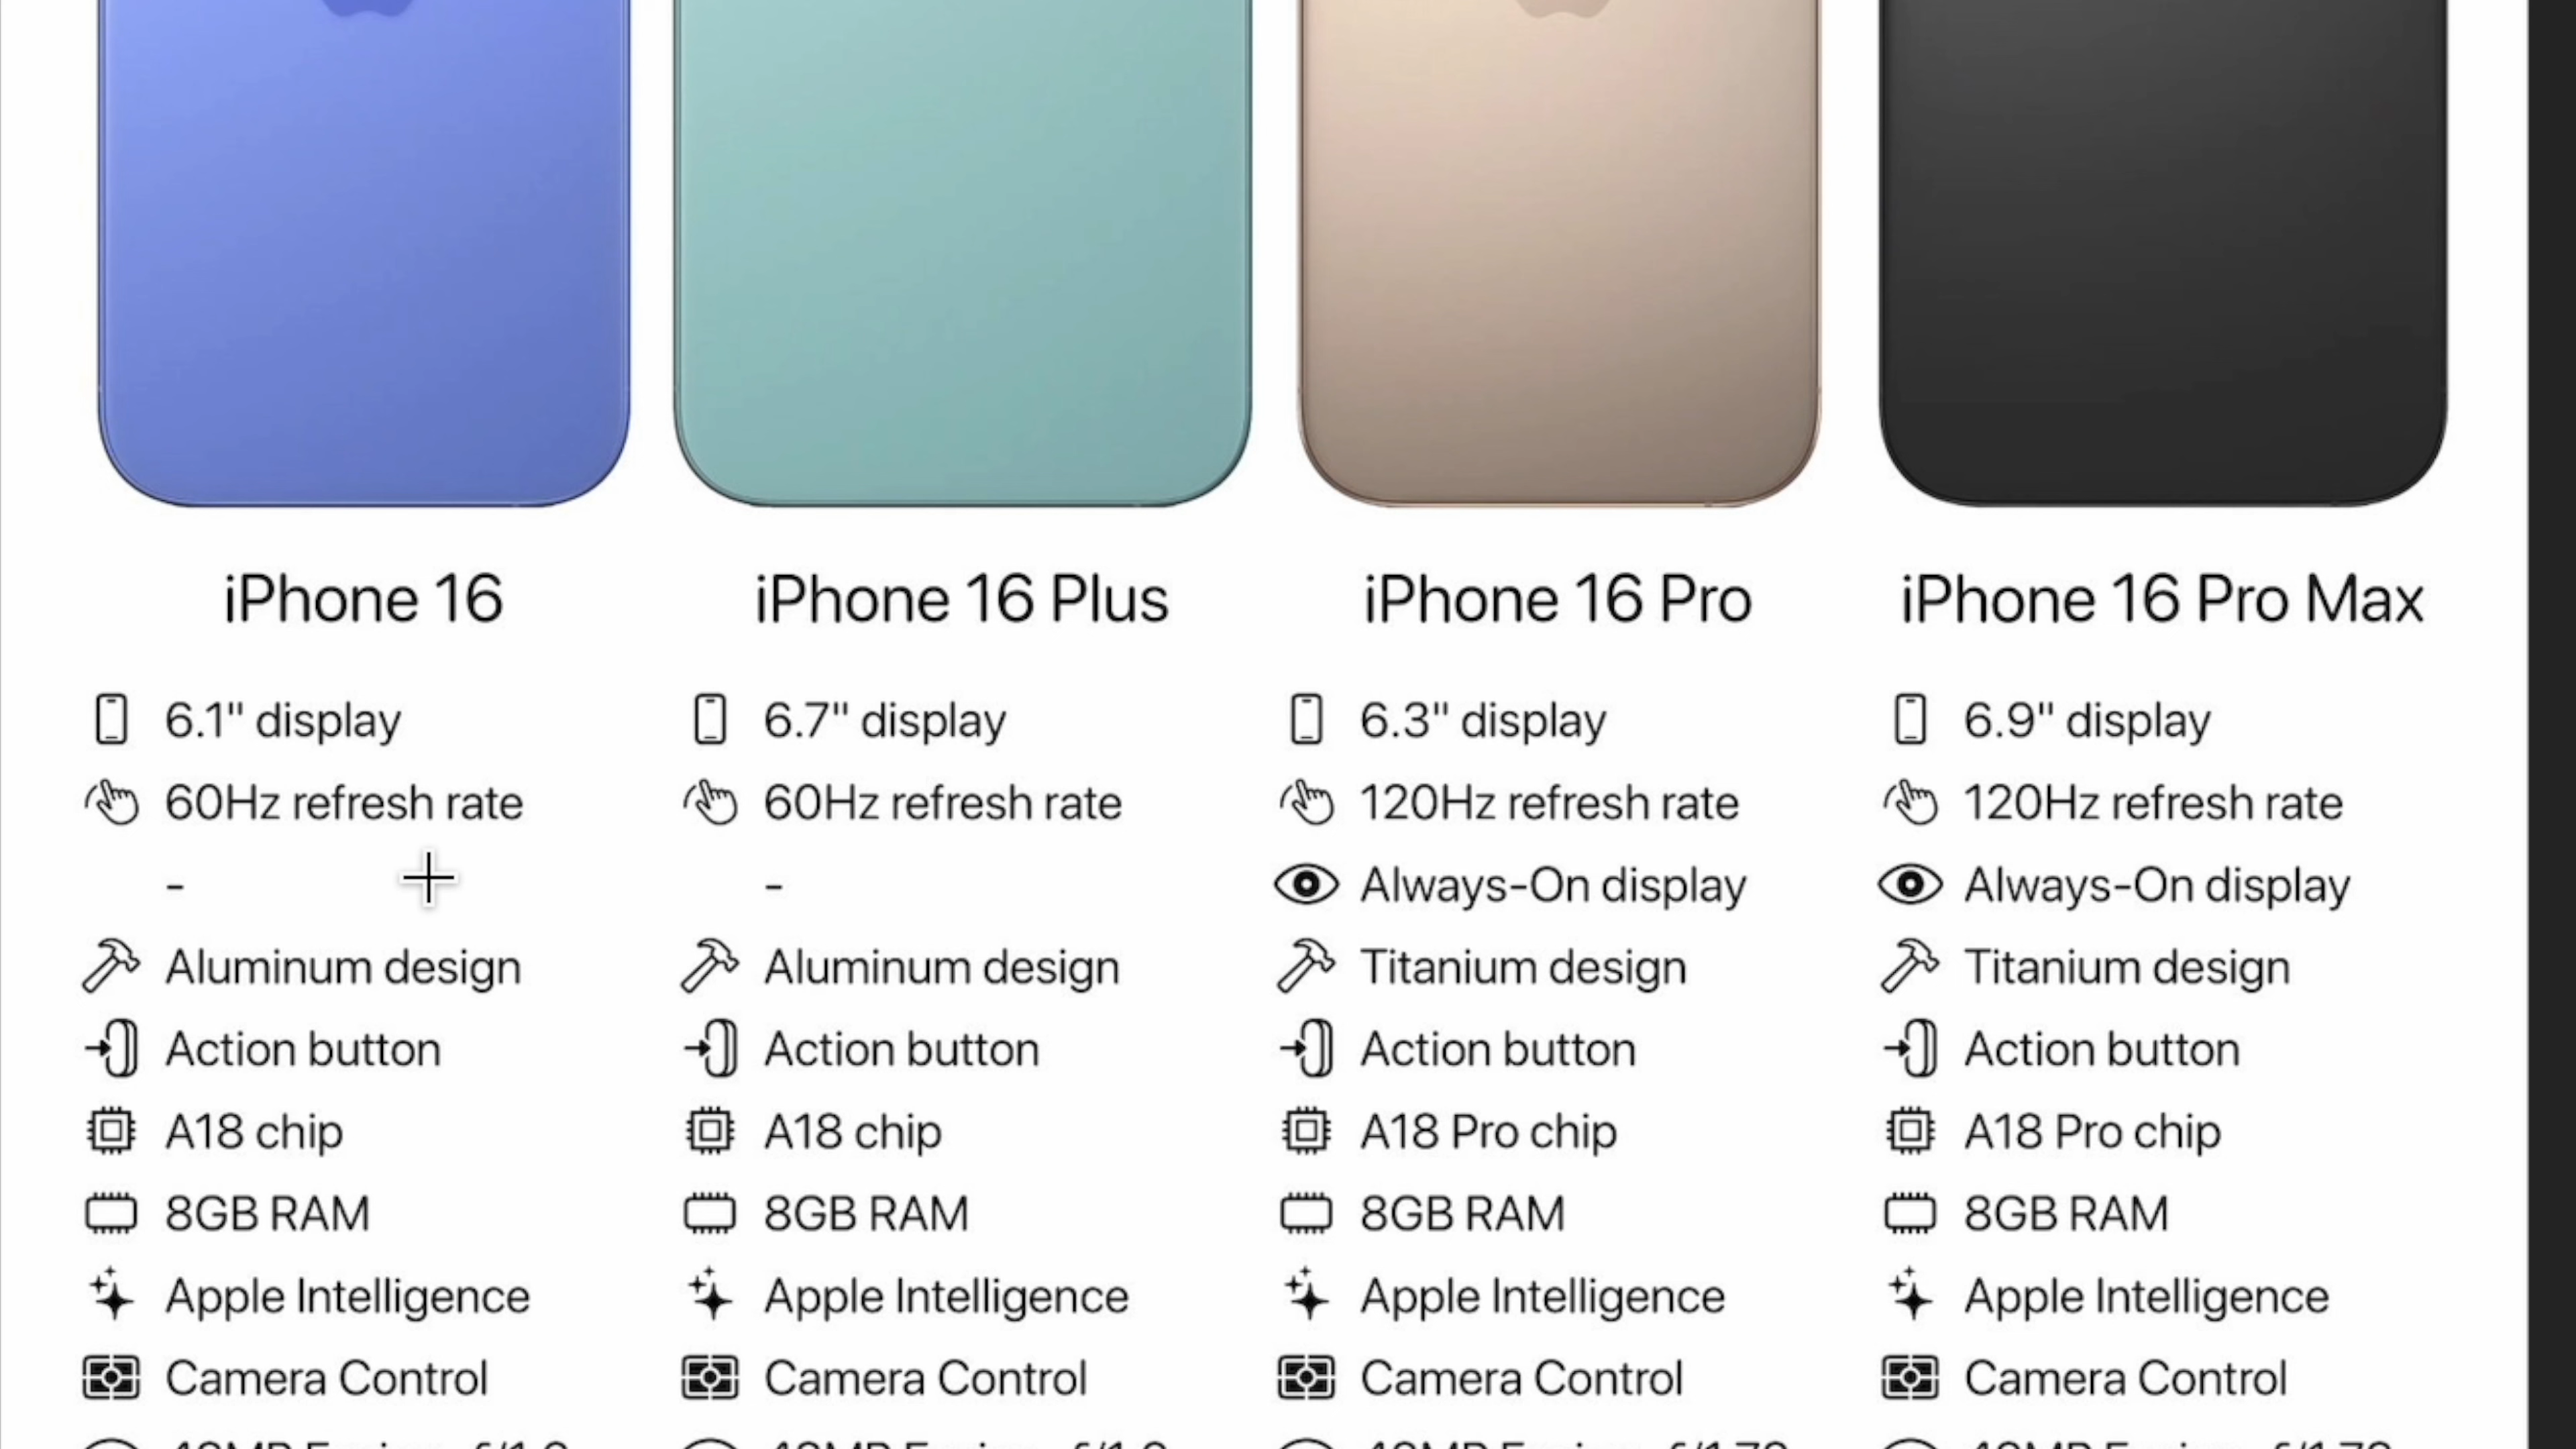 iPhone 16
iPhone 16 Plus
iPhone 16 Pro
iPhone 16 Pro Max
6.1" display
6.7" display
6.3" display
6.9" display
60Hz refresh rate
60Hz refresh rate
120Hz refresh rate
120Hz refresh rate
-
-
Always-On display
Always-On display
Aluminum design
Aluminum design
Titanium design
Titanium design
Action button
Action button
Action button
Action button
A18 chip
A18 chip
A18 Pro chip
A18 Pro chip
8GB RAM
8GB RAM
8GB RAM
8GB RAM
Apple Intelligence
Apple Intelligence
Apple Intelligence
Apple Intelligence
Camera Control
Camera Control
Camera Control
Camera Control